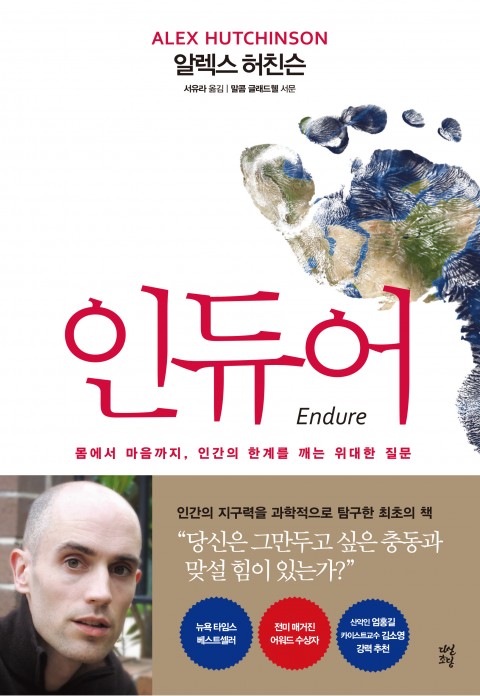 ALEX HUTCHINSON
알렉스 허친슨
서유라 옮김 | 말콤 글래드웰 서문
인듀어
Endure
몸에서 마음까지, 인간의 한계를 깨는 위대한 질문
인간의 지구력을 과학적으로 탐구한 최초의 책
“당신은 그만두고 싶은 충동과
맞설 힘이 있는가?”
뉴욕 타임스
베스트셀러
전미 매거진
어워드 수상자
산악인 엄홍길
카이스트교수 김소영
강력 추천
다산
초당